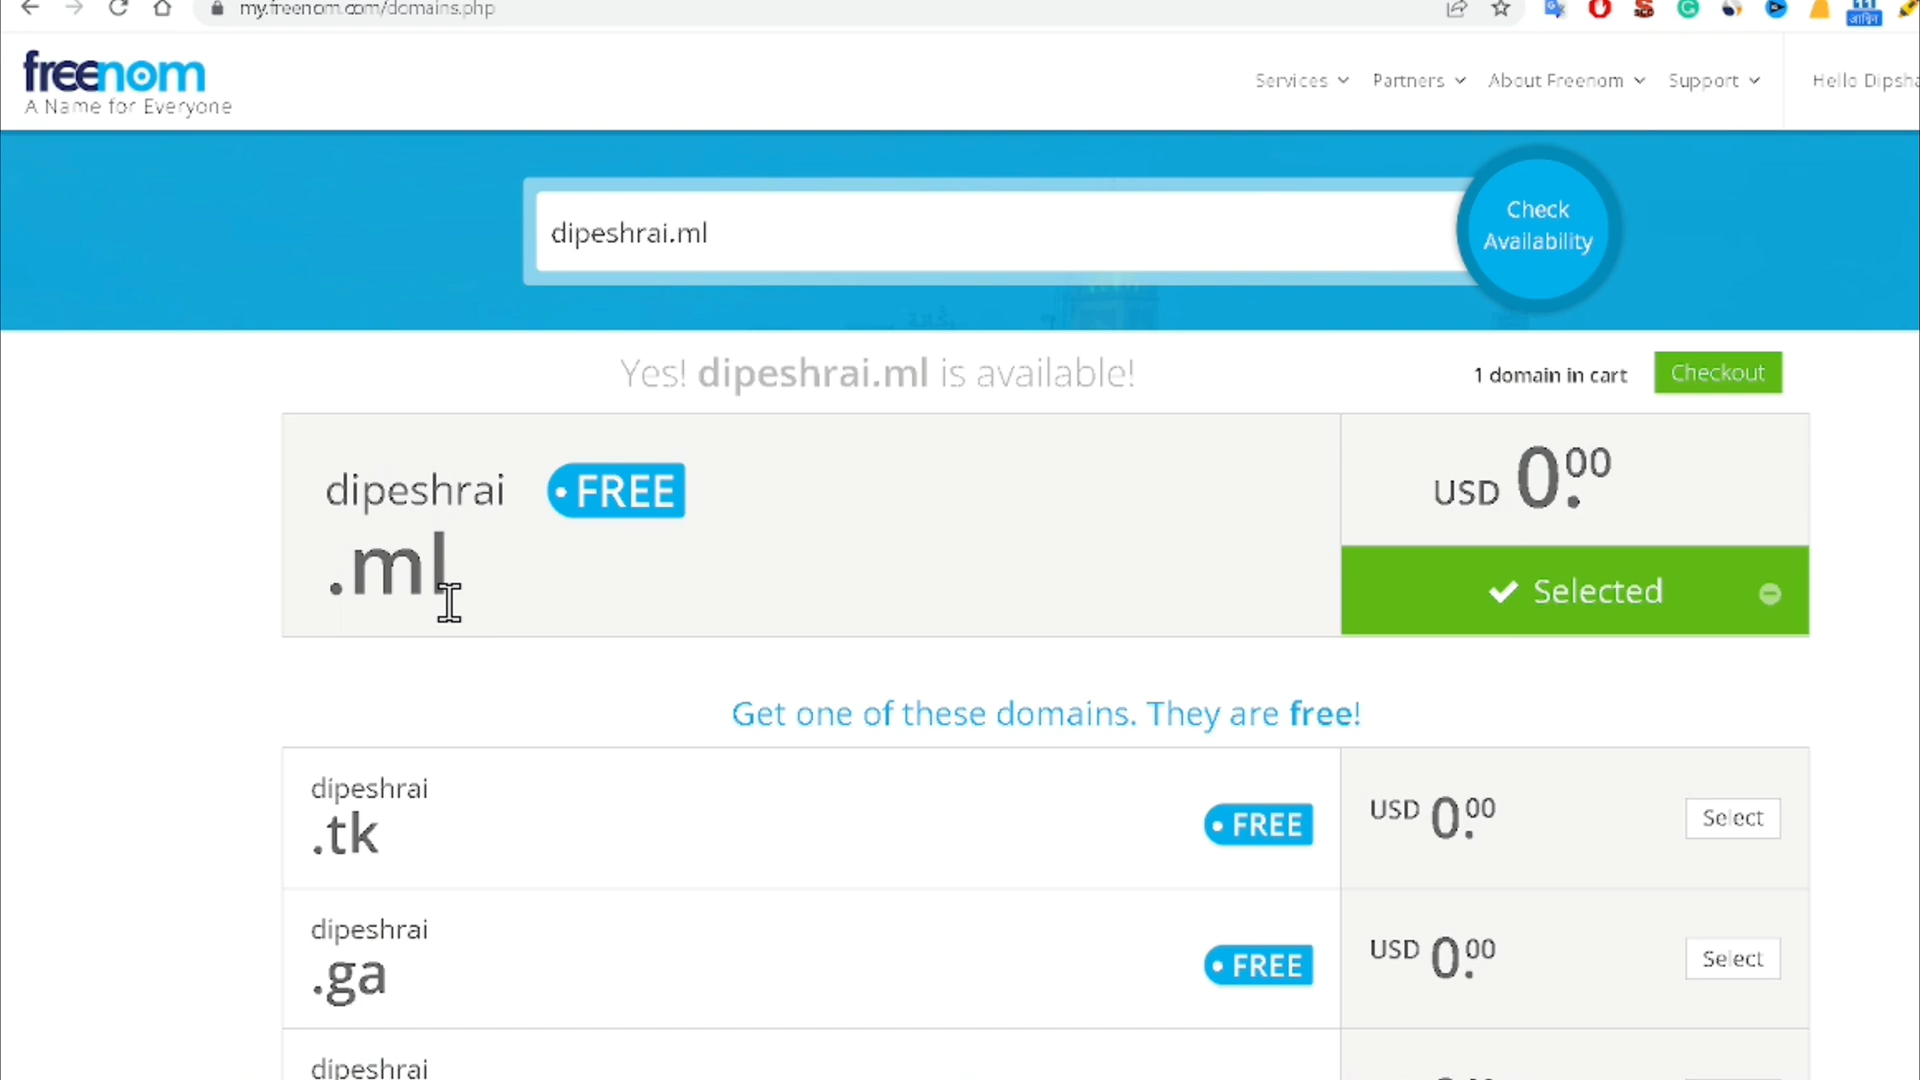 my.freenom.com/domains.php
freenom
A Name for Everyone
Services
Partners
About Freenom
Support
Hello Dipsha
dipeshrai.ml
Check
Availability
Yes! dipeshrai.ml is available!
1 domain in cart
Checkout
dipeshrai
FREE
.ml
USD 0.00
Selected
Get one of these domains. They are free!
dipeshrai
.tk
FREE
USD 0.00
Select
dipeshrai
.ga
FREE
USD 0.00
Select
dipeshrai